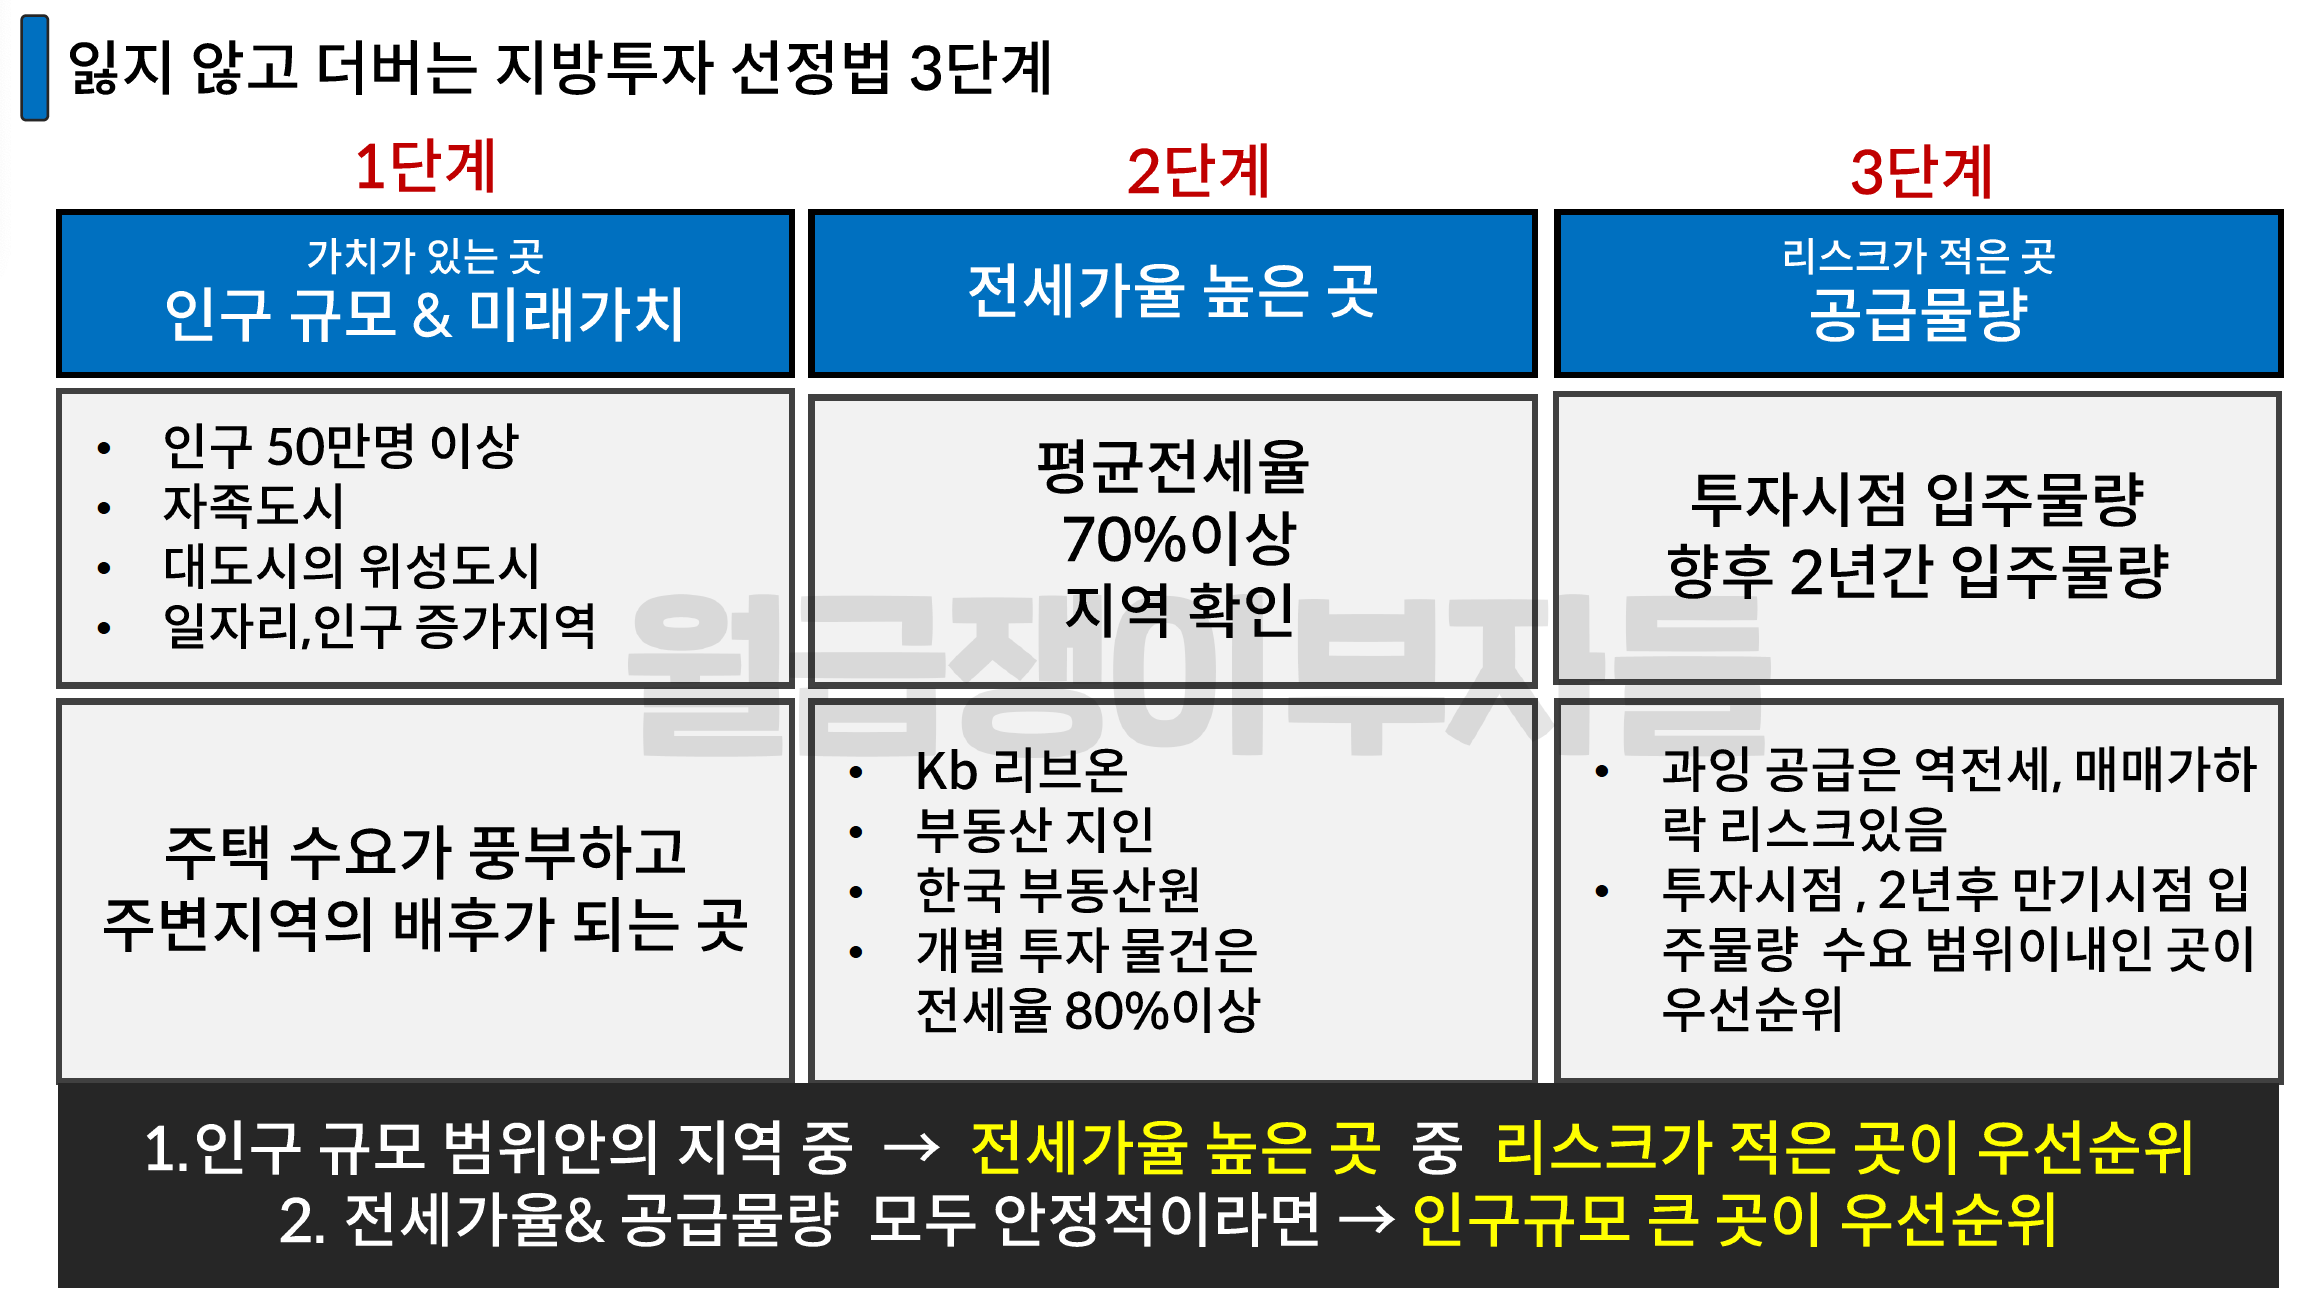 잃지 않고 더버는 지방투자 선정법 3단계
1단계
가치가 있는 곳
인구 규모 & 미래가치
• 인구 50만명 이상
• 자족도시
• 대도시의 위성도시
• 일자리,인구 증가지역
주택 수요가 풍부하고
주변지역의 배후가 되는 곳
2단계
전세가율 높은 곳
평균전세율
70%이상
지역 확인
• Kb 리브온
• 부동산 지인
• 한국 부동산원
• 개별 투자 물건은
전세율 80%이상
3단계
리스크가 적은 곳
공급물량
투자시점 입주물량
향후 2년간 입주물량
• 과잉 공급은 역전세, 매매가하
락 리스크있음
• 투자시점 , 2년후 만기시점 입
주물량 수요 범위이내인 곳이
우선순위
월급쟁이부자들
1.인구 규모 범위안의 지역 중 → 전세가율 높은 곳 중 리스크가 적은 곳이 우선순위
2. 전세가율& 공급물량 모두 안정적이라면 → 인구규모 큰 곳이 우선순위